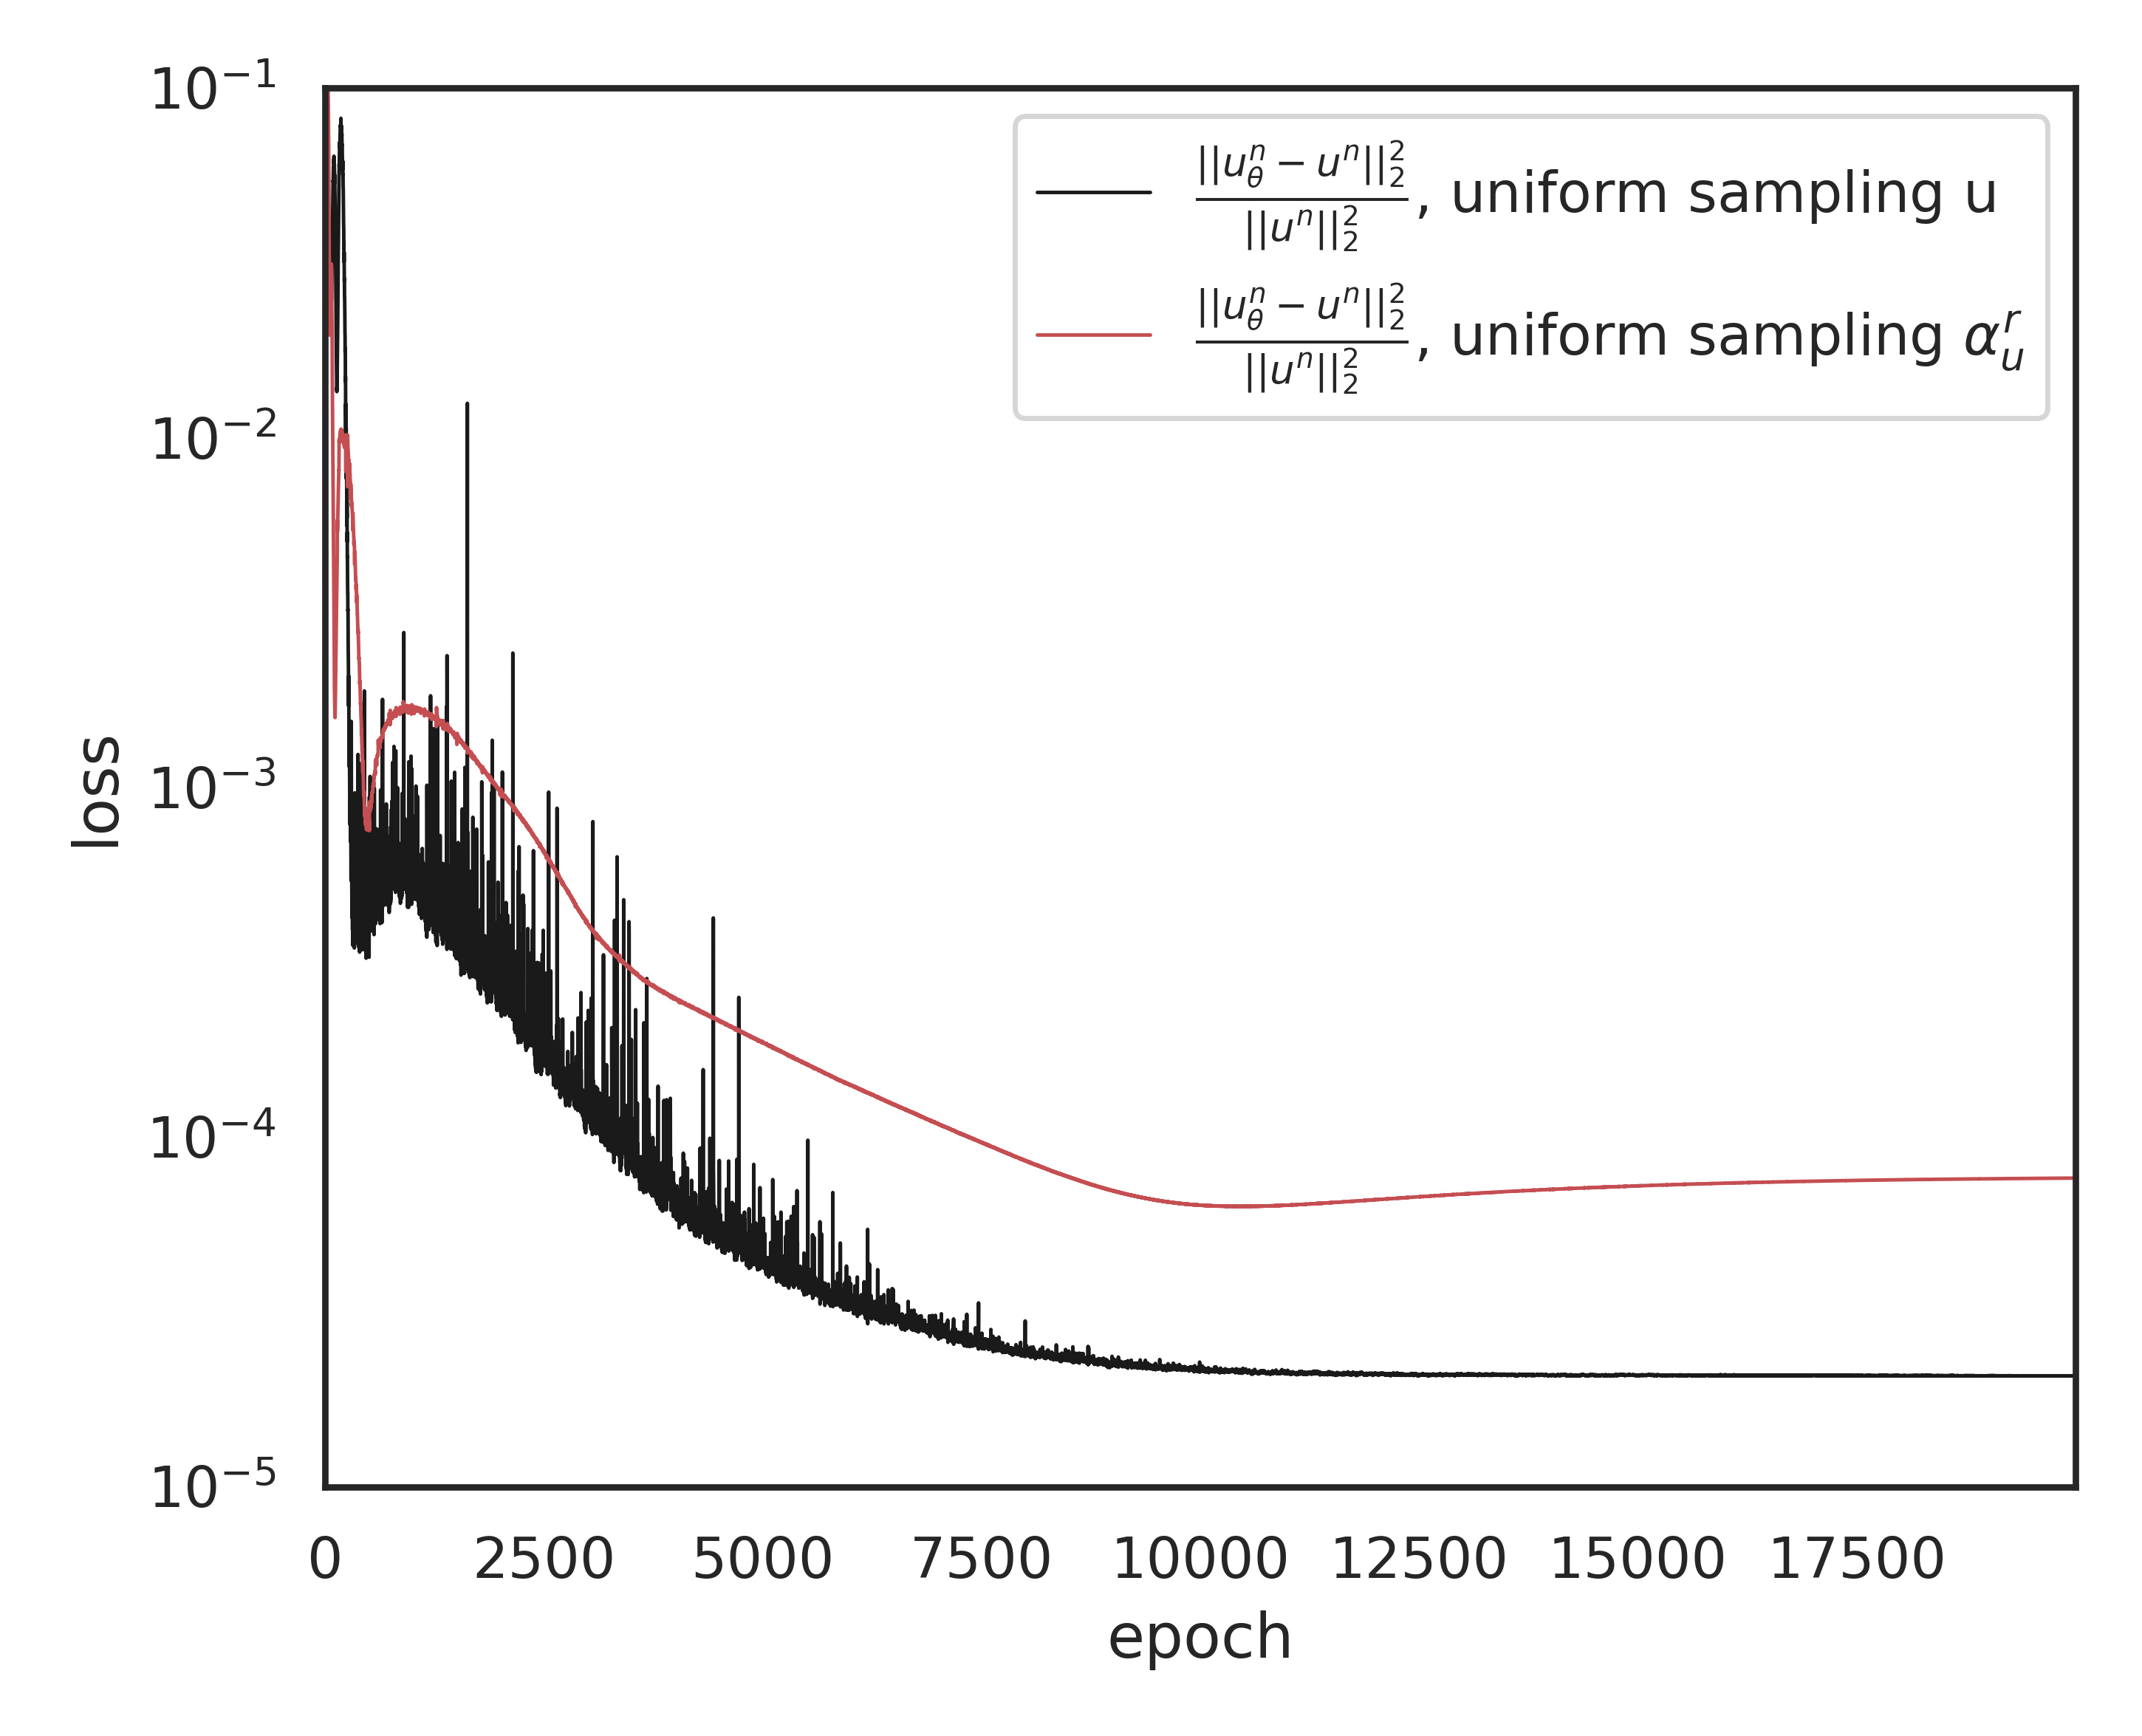 10⁻¹
10⁻²
10⁻³
10⁻⁴
10⁻⁵
loss
||u_θ^n − u^n||_2^2 / ||u^n||_2^2, uniform sampling u
||u_θ^n − u^n||_2^2 / ||u^n||_2^2, uniform sampling α_u^r
0 2500 5000 7500 10000 12500 15000 17500
epoch